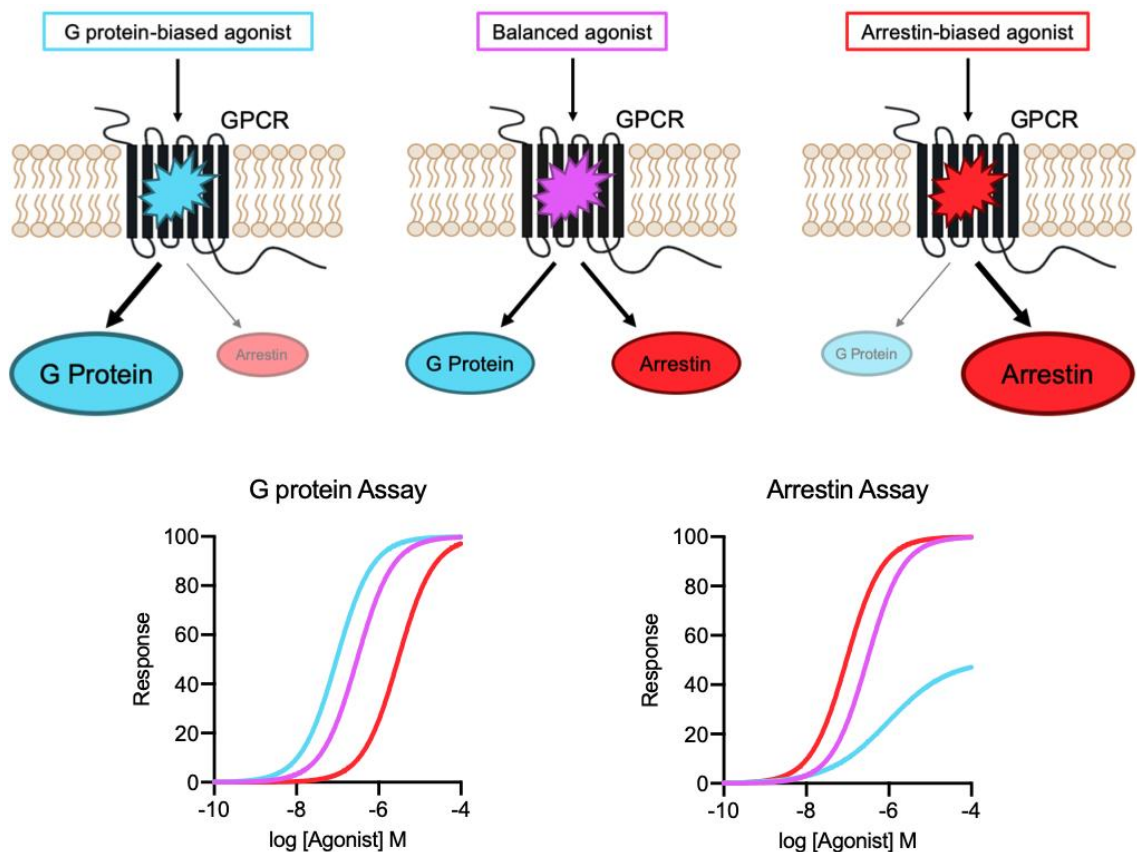 G protein-biased agonist
Balanced agonist
Arrestin-biased agonist
GPCR
GPCR
GPCR
G Protein
Arrestin
G Protein
Arrestin
G Protein
Arrestin
G protein Assay
100
80
60
40
20
0
Response
-10
-8
-6
-4
log [Agonist] M
Arrestin Assay
100
80
60
40
20
0
Response
-10
-8
-6
-4
log [Agonist] M